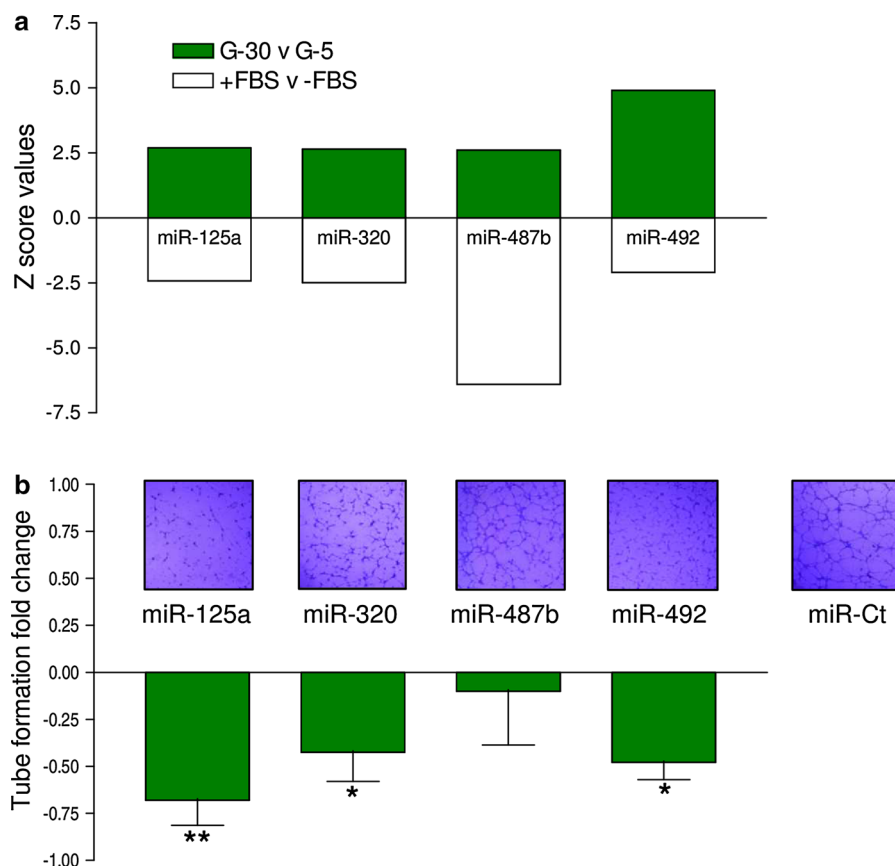 a
7.5
G-30 v G-5
+FBS v -FBS
5.0
2.5
0.0
-2.5
-5.0
-7.5
Z score values
miR-125a miR-320 miR-487b miR-492
b
1.00
0.75
0.50
0.25
0.00
-0.25
-0.50
-0.75
-1.00
Tube formation fold change
miR-125a miR-320 miR-487b miR-492 miR-Ct
** * *